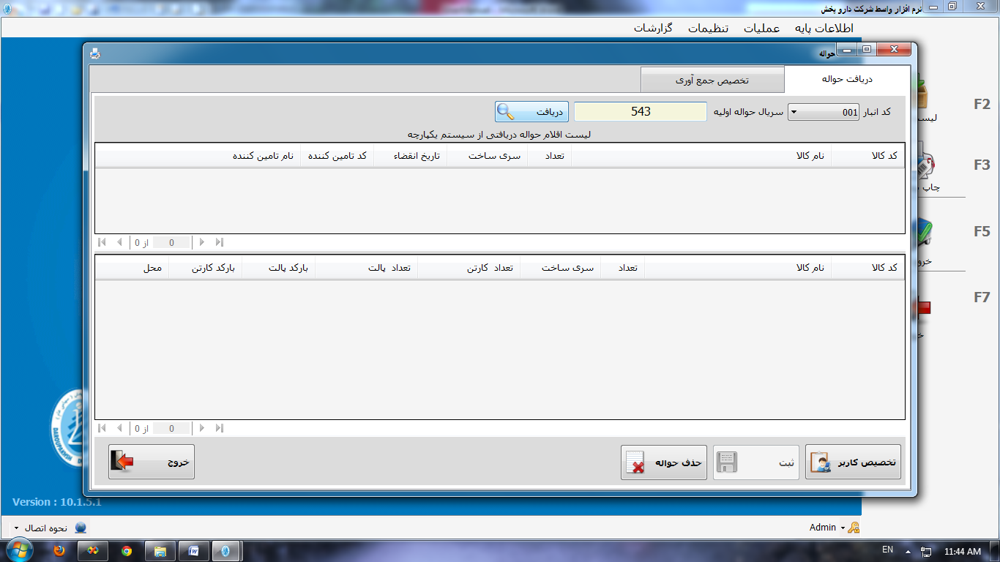 نرم افزار واسط شرکت دارو بخش
اطلاعات پایه عملیات تنظیمات گزارشات
حواله
دریافت حواله تخصیص جمع آوری
کد انبار 001 سریال حواله اولیه 543 دریافت
لیست اقلام حواله دریافتی از سیستم یکپارچه
کد کالا نام کالا تعداد سری ساخت تاریخ انقضاء کد تامین کننده نام تامین کننده
0 از 0
کد کالا نام کالا تعداد سری ساخت تعداد کارتن تعداد پالت بارکد پالت بارکد کارتن محل
0 از 0
تخصیص کاربر ثبت حذف حواله خروج
F2
F3
چاپ
F5
F7
Version : 10.1.5.1
Admin نحوه اتصال
EN 11:44 AM